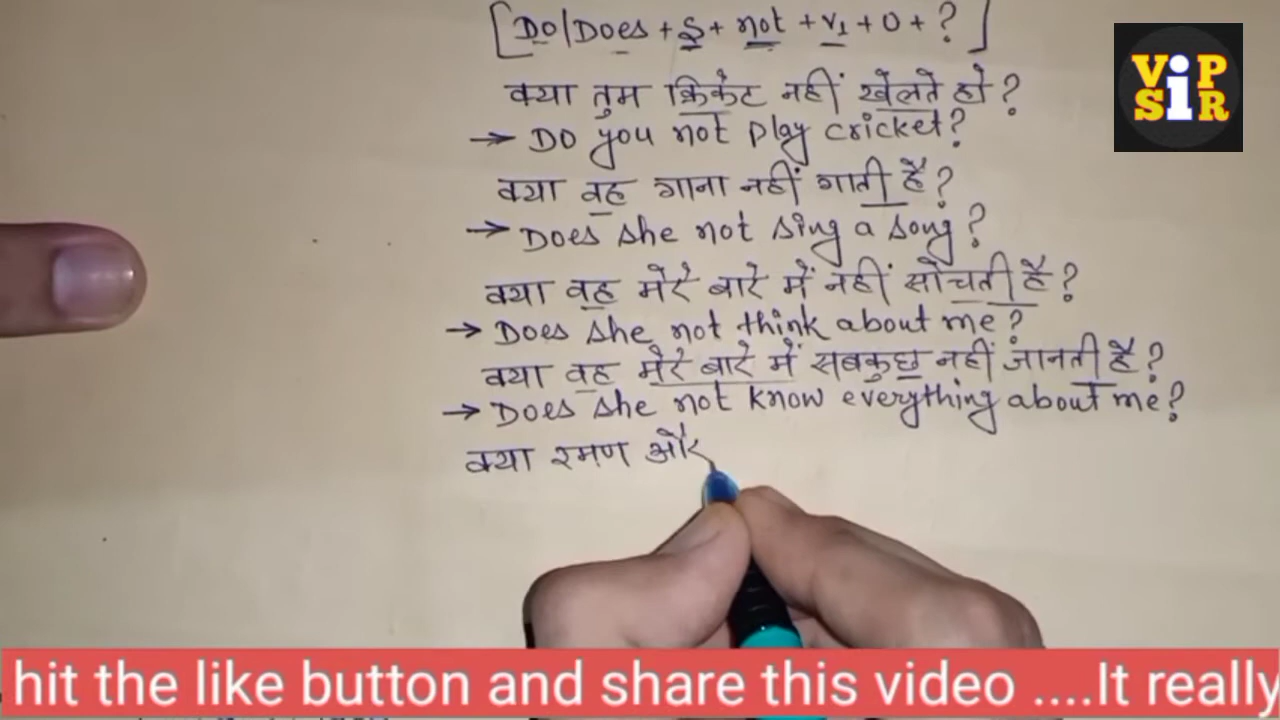 [Do/Does + S + not + V1 + O + ?]
क्या तुम क्रिकेट नहीं खेलते हो?
→ Do you not play cricket?
क्या वह गाना नहीं गाती है?
→ Does she not sing a song?
क्या वह मेरे बारे में नहीं सोचती है?
→ Does she not think about me?
क्या वह मेरे बारे में सबकुछ नहीं जानती है?
→ Does she not know everything about me?
क्या रमण और
ViP
SiR
hit the like button and share this video ....It really